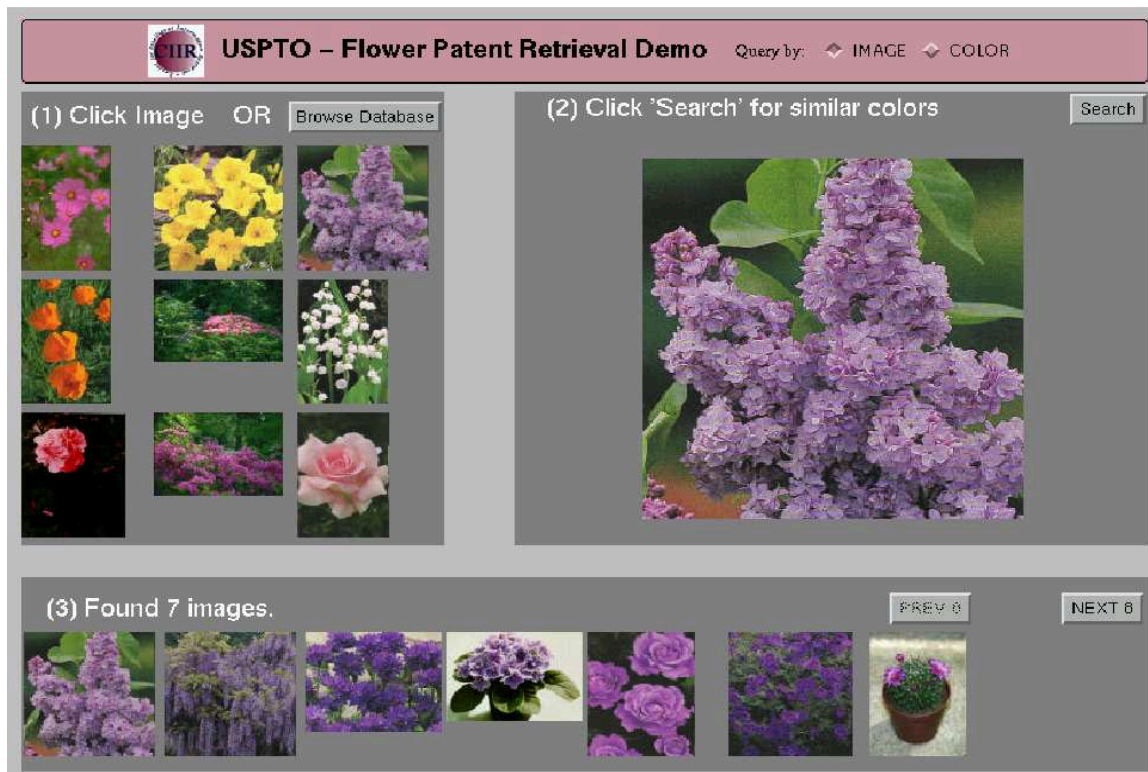 CIIR USPTO – Flower Patent Retrieval Demo Query by: IMAGE COLOR
(1) Click Image OR Browse Database
(2) Click 'Search' for similar colors Search
(3) Found 7 images.
PREV 0 NEXT 8